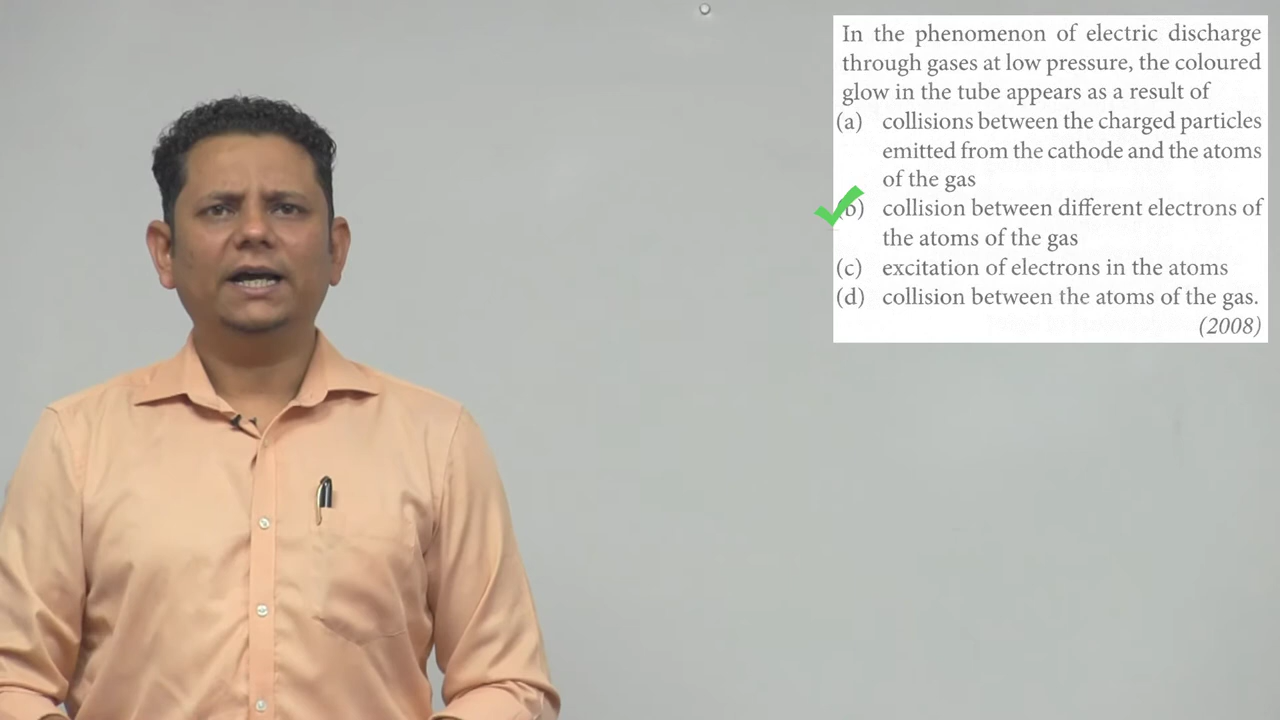 In the phenomenon of electric discharge
through gases at low pressure, the coloured
glow in the tube appears as a result of
(a) collisions between the charged particles
emitted from the cathode and the atoms
of the gas
(b) collision between different electrons of
the atoms of the gas
(c) excitation of electrons in the atoms
(d) collision between the atoms of the gas.
(2008)